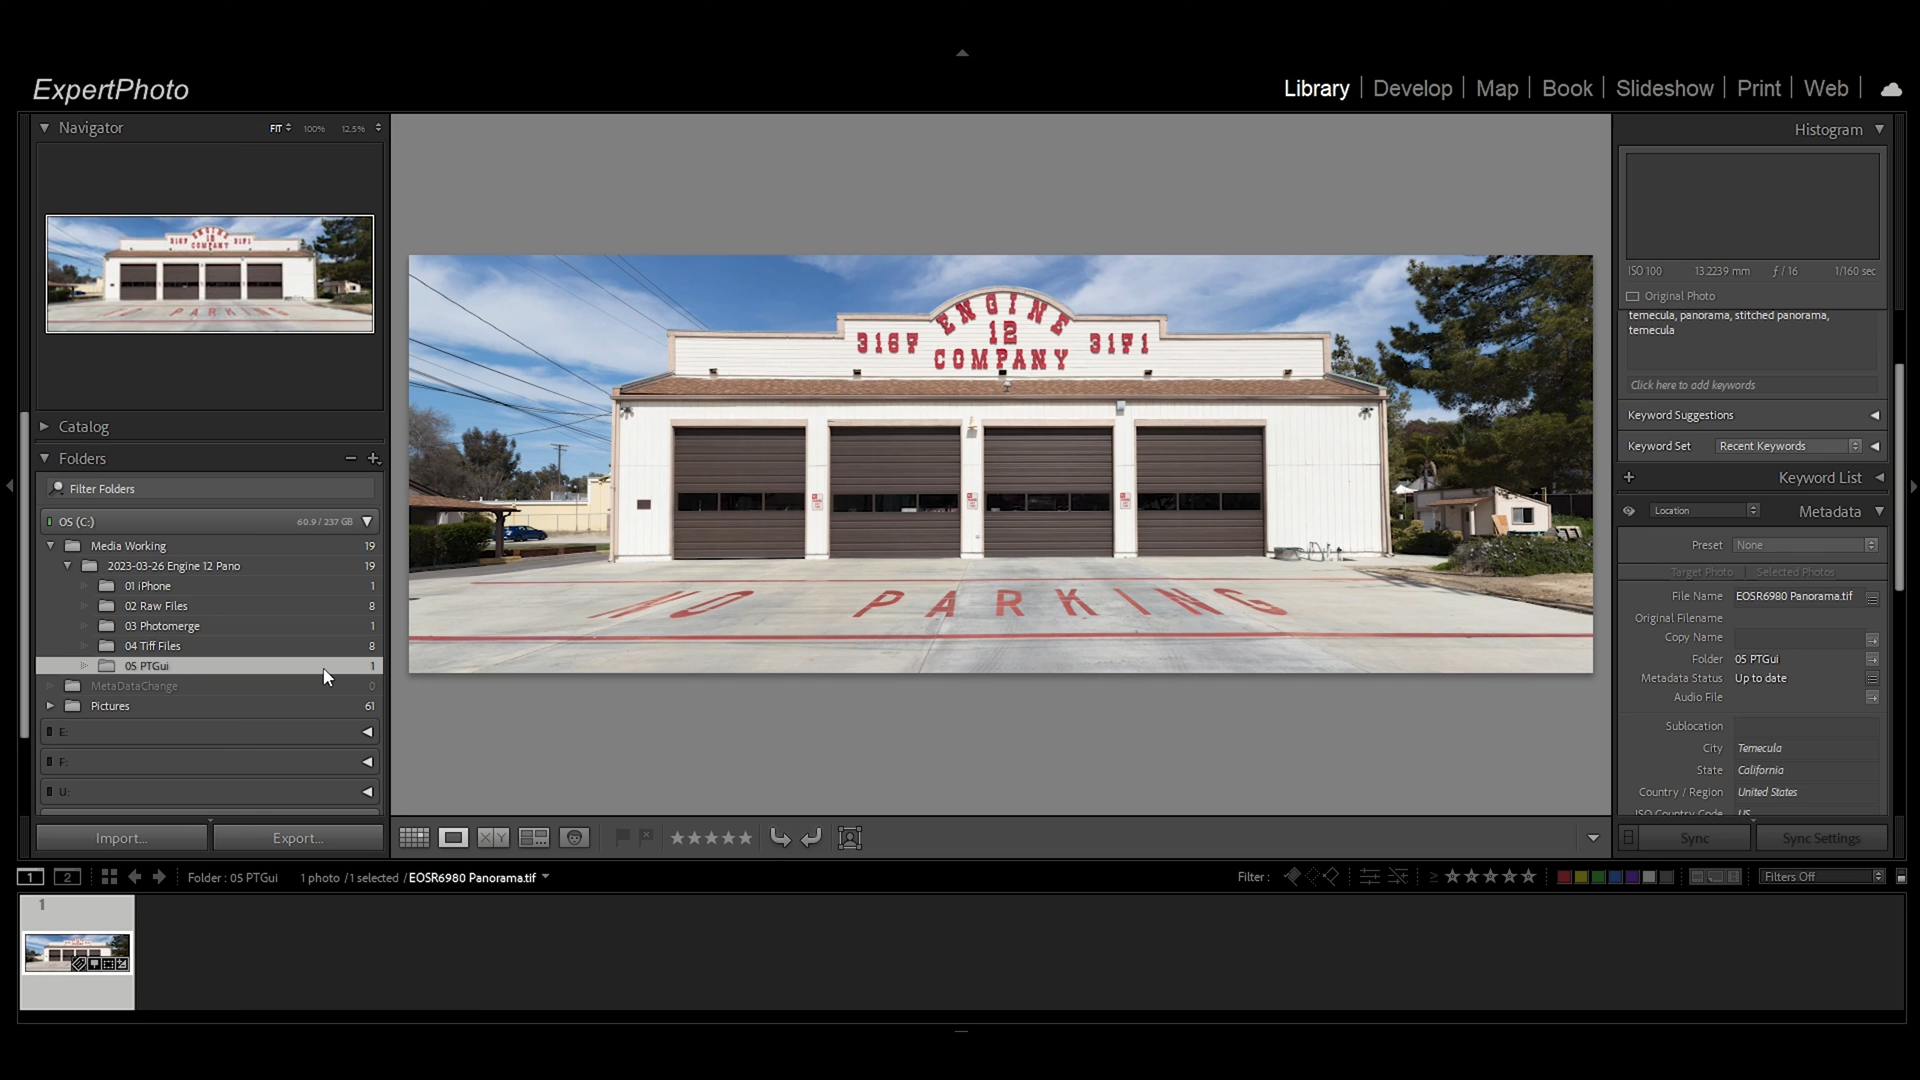 ExpertPhoto
Library | Develop | Map | Book | Slideshow | Print | Web |
Navigator FIT 100% 12.5%
Histogram
ISO 100 13.2239 mm ƒ / 16 1/160 sec
Original Photo
temecula, panorama, stitched panorama,
temecula
Click here to add keywords
Keyword Suggestions
Keyword Set Recent Keywords
Keyword List
Location Metadata
Preset None
Target Photo Selected Photos
File Name EOSR6980 Panorama.tif
Original Filename
Copy Name
Folder 05 PTGui
Metadata Status Up to date
Audio File
Sublocation
City Temecula
State California
Country / Region United States
ISO Country Code US
Sync Sync Settings
Catalog
Folders
Filter Folders
OS (C:) 60.9 / 237 GB
Media Working 19
2023-03-26 Engine 12 Pano 19
01 iPhone 1
02 Raw Files 8
03 Photomerge 1
04 Tiff Files 8
05 PTGui 1
MetaDataChange 0
Pictures 61
E:
F:
U:
Import... Export...
ENGINE
3167 12 3171
COMPANY
NO PARKING
X Y
1 2 Folder : 05 PTGui 1 photo / 1 selected / EOSR6980 Panorama.tif
Filter : ≥ Filters Off
1